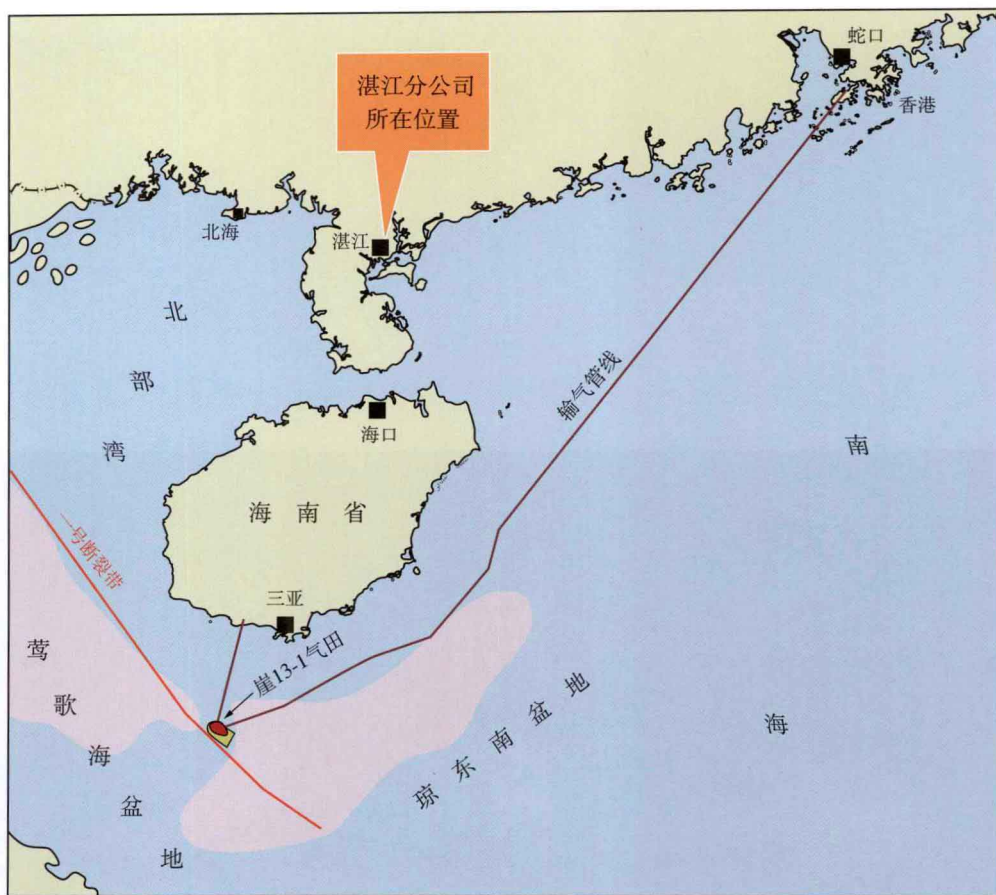 蛇口
湛江分公司
所在位置
香港
北海
湛江
北部湾
输气管线
海口
南海
海南省
一号断裂带
三亚
崖13-1气田
莺歌海盆地
琼东南盆地